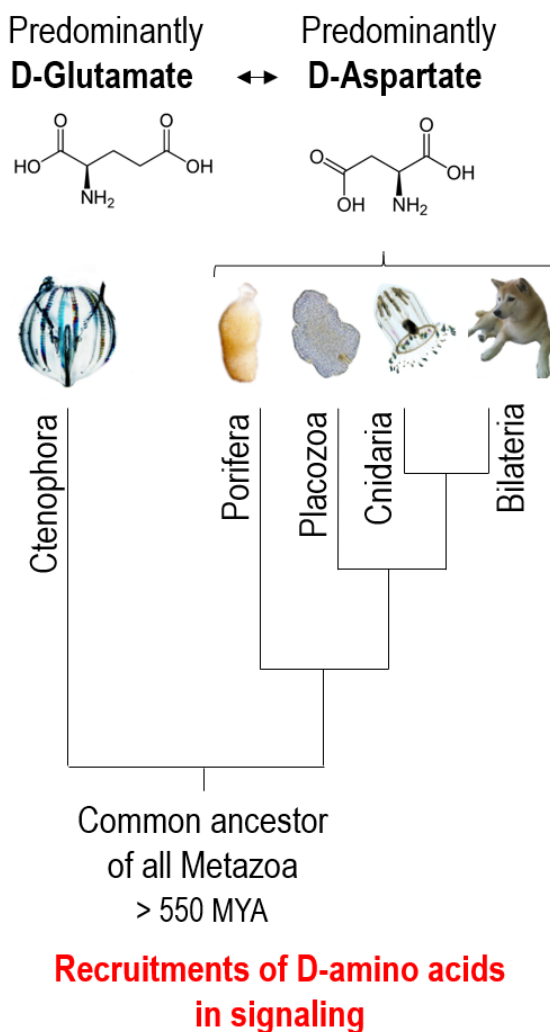 Predominantly
D-Glutamate
Predominantly
D-Aspartate
O
O
HO
OH
NH₂
O
O
OH
OH
NH₂
Ctenophora
Porifera
Placozoa
Cnidaria
Bilateria
Common ancestor
of all Metazoa
> 550 MYA
Recruitments of D-amino acids
in signaling